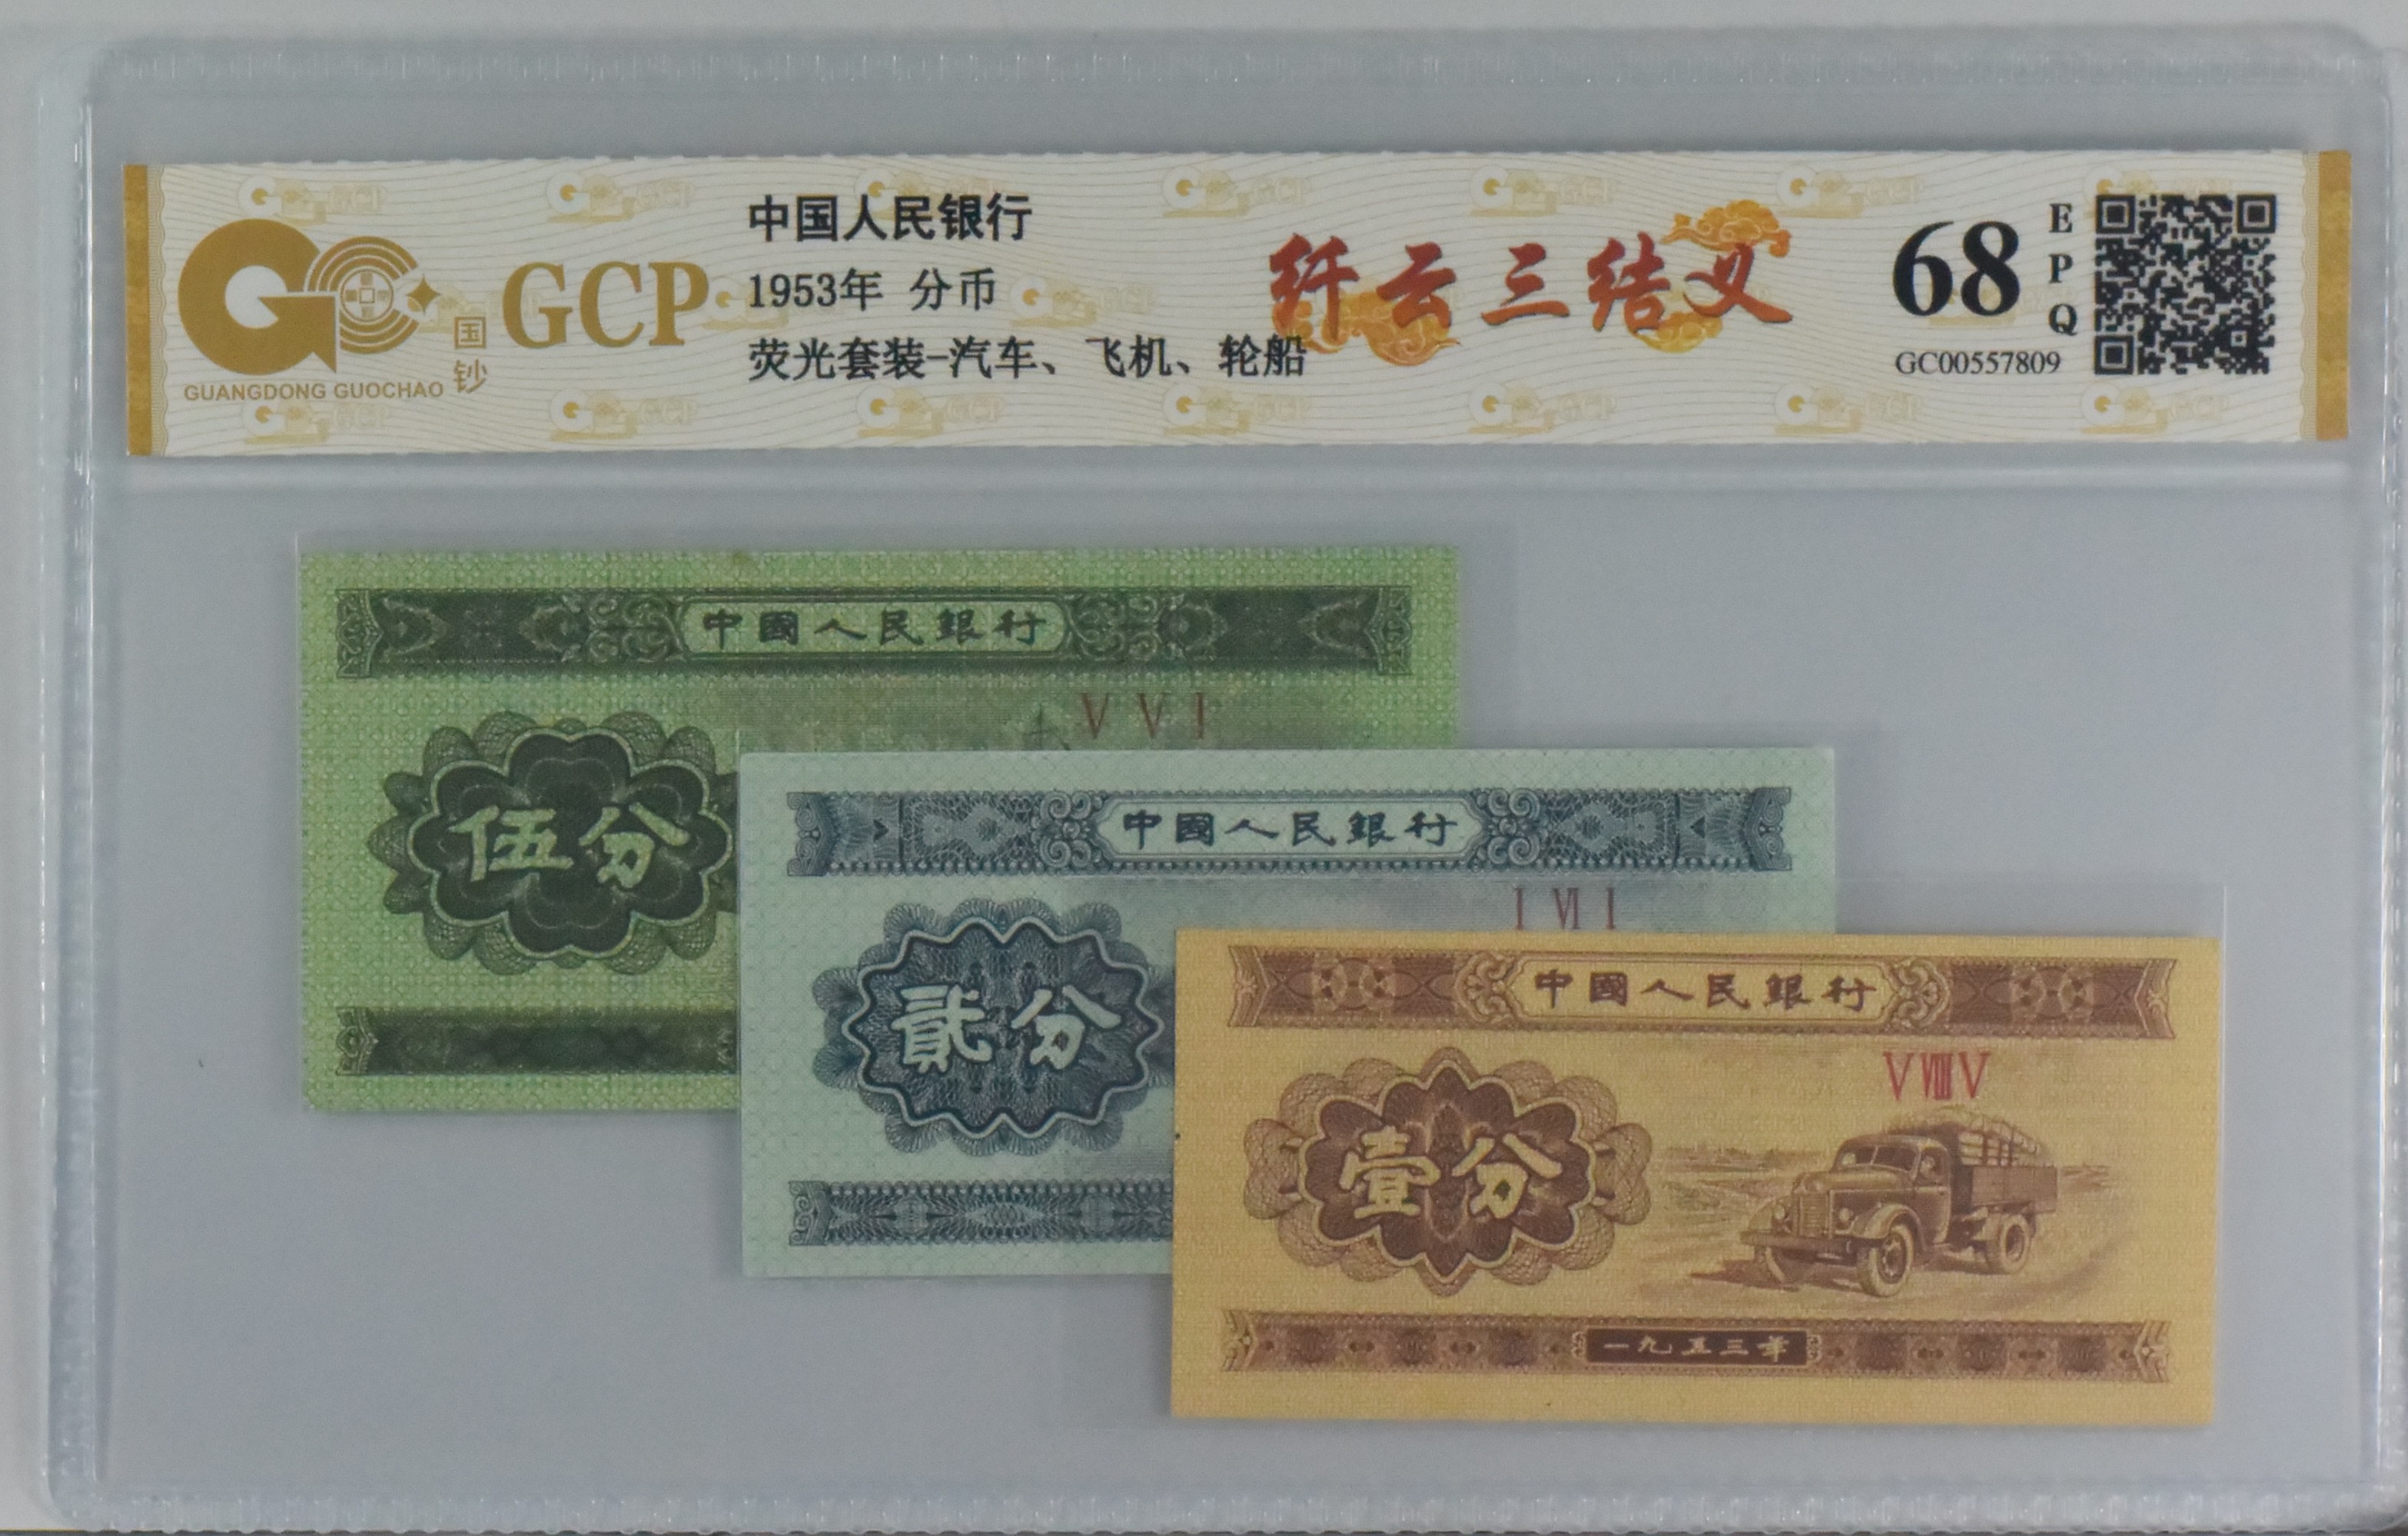 GCP
国钞
GUANGDONG GUOCHAO
中国人民银行
1953年 分币
荧光套装-汽车、飞机、轮船
纤云三结义
68
EPQ
GC00557809
中國人民銀行
V V I
伍分
中國人民銀行
I VI I
貳分
中國人民銀行
V VIII V
壹分
一九五三年